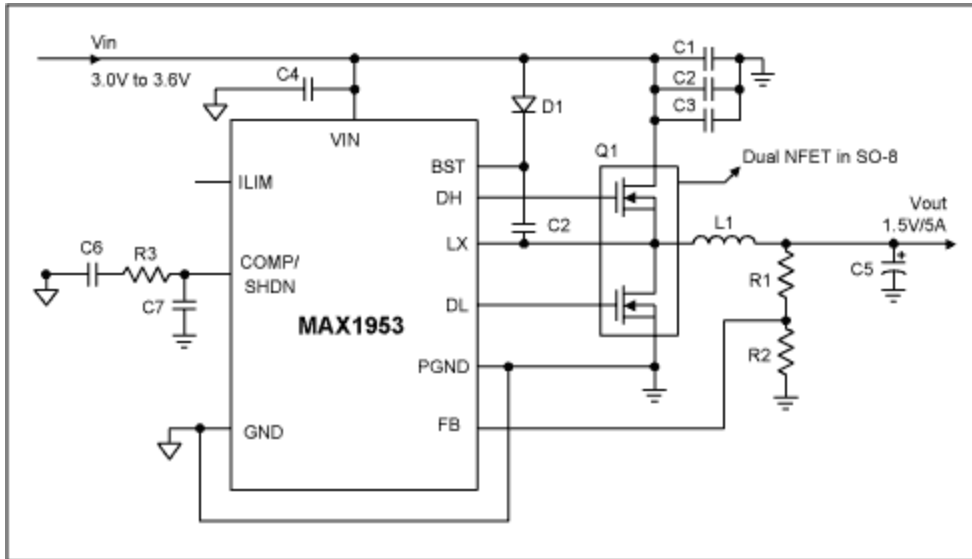 Vin
3.0V to 3.6V
C4
C1
C2
C3
D1
VIN
Q1
Dual NFET in SO-8
BST
ILIM
DH
C2
LX
L1
Vout
1.5V/5A
C6
R3
COMP/
SHDN
C7
C5
+
R1
DL
MAX1953
R2
PGND
GND
FB